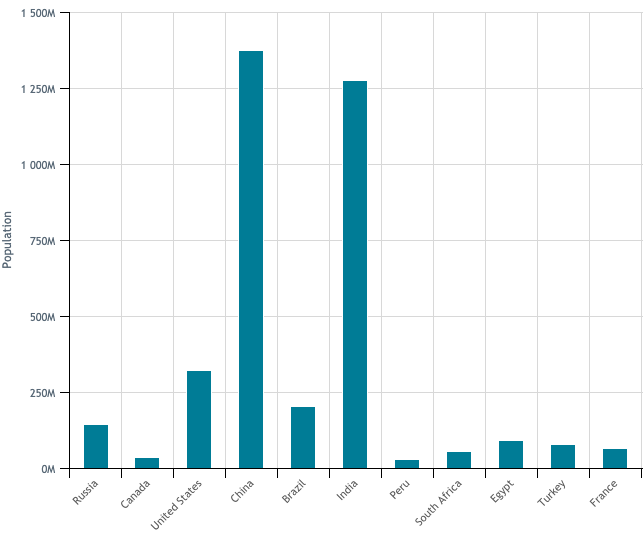 1 500M
1 250M
1 000M
750M
500M
250M
0M
Population
Russia
Canada
United States
China
Brazil
India
Peru
South Africa
Egypt
Turkey
France